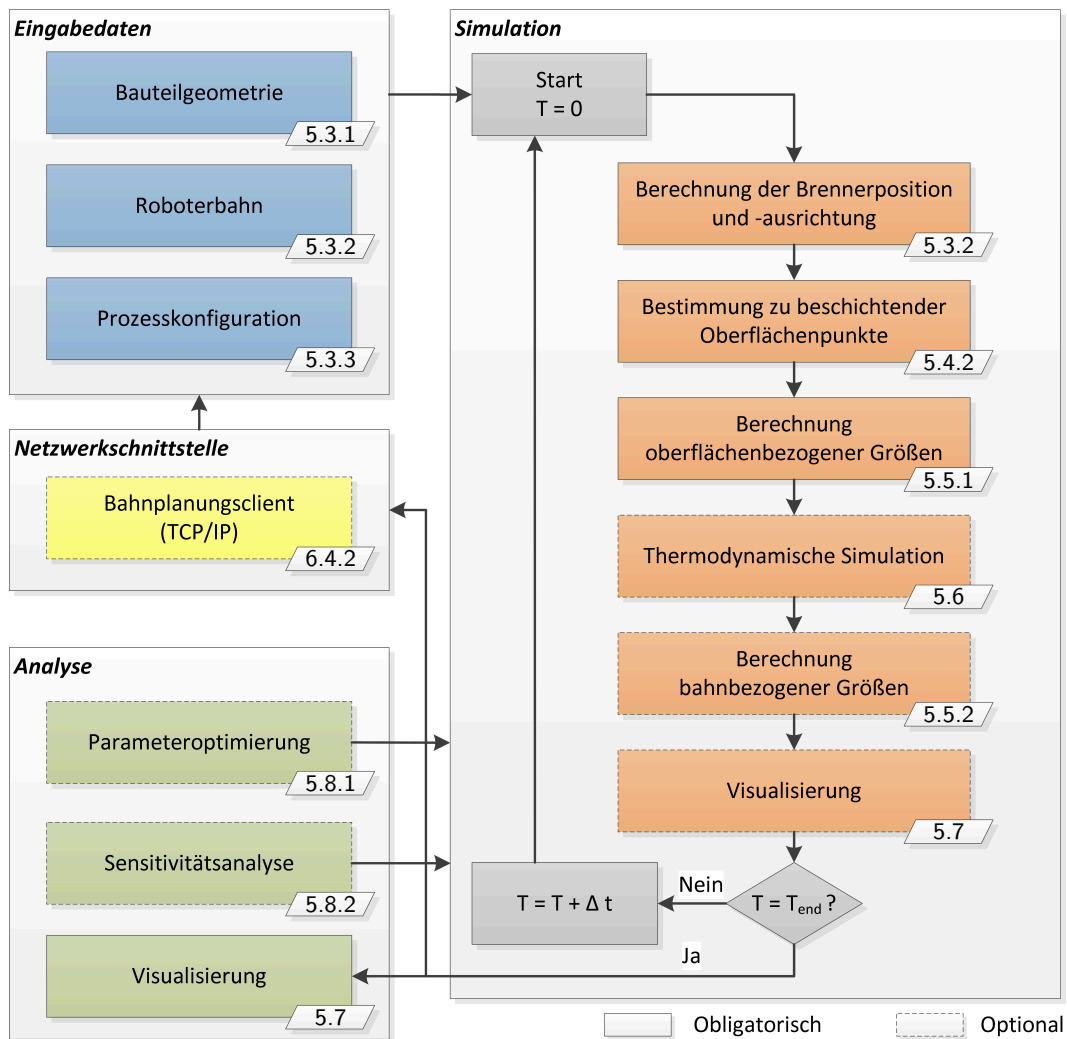 Eingabedaten
Bauteilgeometrie
5.3.1
Roboterbahn
5.3.2
Prozesskonfiguration
5.3.3
Netzwerkschnittstelle
Bahnplanungsclient
(TCP/IP)
6.4.2
Analyse
Parameteroptimierung
5.8.1
Sensitivitätsanalyse
5.8.2
Visualisierung
5.7
Simulation
Start
T = 0
Berechnung der Brennerposition
und -ausrichtung
5.3.2
Bestimmung zu beschichtender
Oberflächenpunkte
5.4.2
Berechnung
oberflächenbezogener Größen
5.5.1
Thermodynamische Simulation
5.6
Berechnung
bahnbezogener Größen
5.5.2
Visualisierung
5.7
T = Tend ?
Nein
T = T + Δ t
Ja
Obligatorisch
Optional